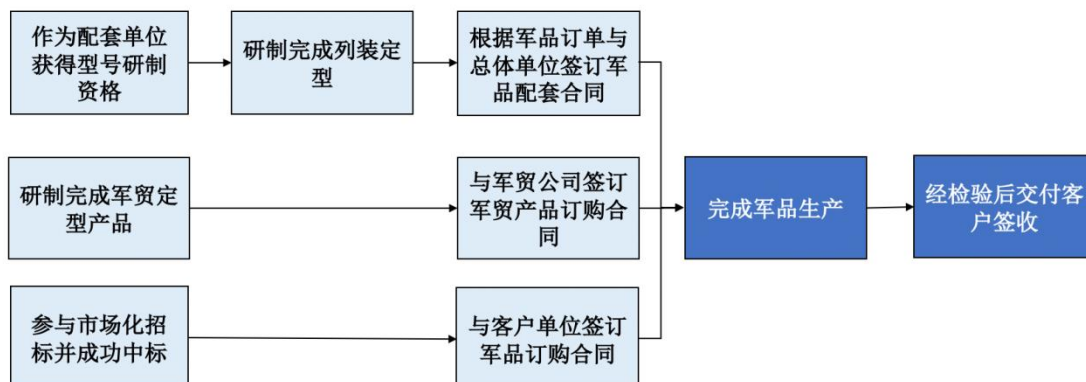 作为配套单位
获得型号研制
资格
研制完成列装定
型
根据军品订单与
总体单位签订军
品配套合同
研制完成军贸定
型产品
与军贸公司签订
军贸产品订购合
同
完成军品生产
经检验后交付客
户签收
参与市场化招
标并成功中标
与客户单位签订
军品订购合同